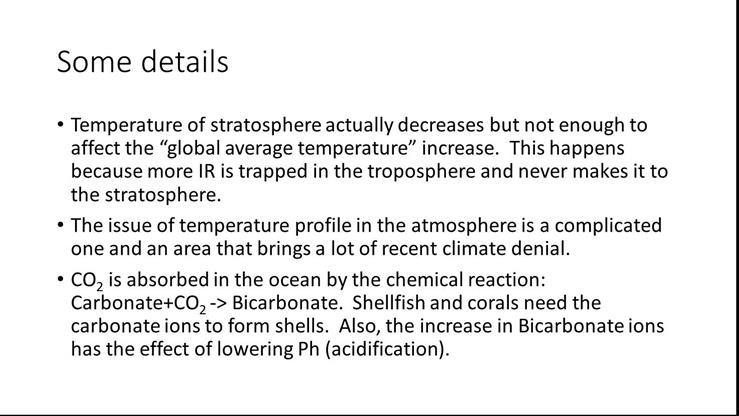 Some details
• Temperature of stratosphere actually decreases but not enough to
affect the “global average temperature” increase.  This happens
because more IR is trapped in the troposphere and never makes it to
the stratosphere.
• The issue of temperature profile in the atmosphere is a complicated
one and an area that brings a lot of recent climate denial.
• CO₂ is absorbed in the ocean by the chemical reaction:
Carbonate+CO₂ -> Bicarbonate.  Shellfish and corals need the
carbonate ions to form shells.  Also, the increase in Bicarbonate ions
has the effect of lowering Ph (acidification).